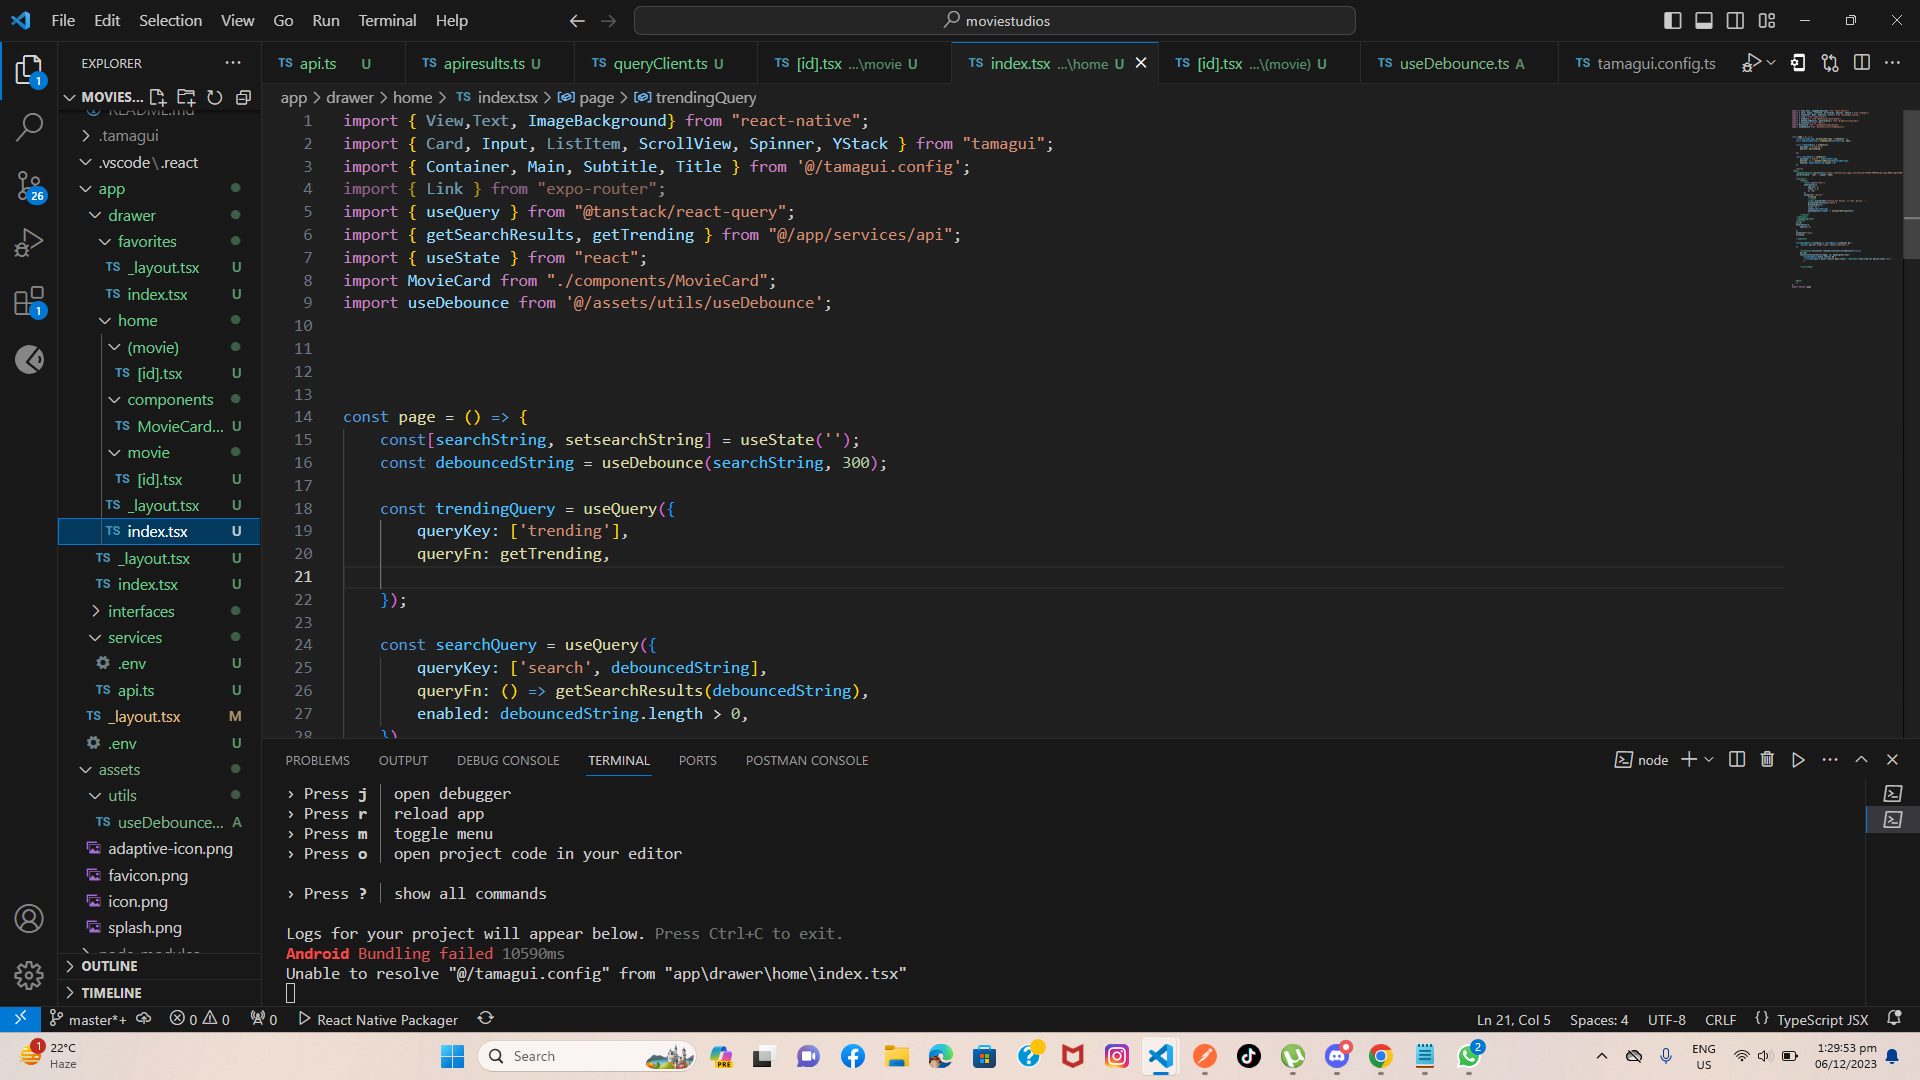 File Edit Selection View Go Run Terminal Help
moviestudios
EXPLORER
TS api.ts U
TS apiresults.ts U
TS queryClient.ts U
TS [id].tsx ...\movie U
TS index.tsx ...\home U
TS [id].tsx ...\(movie) U
TS useDebounce.ts A
TS tamagui.config.ts
MOVIES...
app > drawer > home > TS index.tsx > page > trendingQuery
README.md
.tamagui
.vscode \ .react
app
drawer
favorites
TS _layout.tsx U
TS index.tsx U
home
(movie)
TS [id].tsx U
components
TS MovieCard... U
movie
TS [id].tsx U
TS _layout.tsx U
TS index.tsx U
TS _layout.tsx U
TS index.tsx U
interfaces
services
.env U
TS api.ts U
TS _layout.tsx M
.env U
assets
utils
TS useDebounce... A
adaptive-icon.png
favicon.png
icon.png
splash.png
node_modules
OUTLINE
TIMELINE
1
26
1
1 import { View,Text, ImageBackground} from "react-native";
2 import { Card, Input, ListItem, ScrollView, Spinner, YStack } from "tamagui";
3 import { Container, Main, Subtitle, Title } from '@/tamagui.config';
4 import { Link } from "expo-router";
5 import { useQuery } from "@tanstack/react-query";
6 import { getSearchResults, getTrending } from "@/app/services/api";
7 import { useState } from "react";
8 import MovieCard from "./components/MovieCard";
9 import useDebounce from '@/assets/utils/useDebounce';
10
11
12
13
14 const page = () => {
15 const[searchString, setsearchString] = useState('');
16 const debouncedString = useDebounce(searchString, 300);
17
18 const trendingQuery = useQuery({
19 queryKey: ['trending'],
20 queryFn: getTrending,
21
22 });
23
24 const searchQuery = useQuery({
25 queryKey: ['search', debouncedString],
26 queryFn: () => getSearchResults(debouncedString),
27 enabled: debouncedString.length > 0,
28 })
PROBLEMS OUTPUT DEBUG CONSOLE TERMINAL PORTS POSTMAN CONSOLE
node
› Press j │ open debugger
› Press r │ reload app
› Press m │ toggle menu
› Press o │ open project code in your editor
› Press ? │ show all commands
Logs for your project will appear below. Press Ctrl+C to exit.
Android Bundling failed 10590ms
Unable to resolve "@/tamagui.config" from "app\drawer\home\index.tsx"
master*+ 0 0 0 React Native Packager
Ln 21, Col 5 Spaces: 4 UTF-8 CRLF {} TypeScript JSX
1
22°C
Haze
Search
PRE
2
ENG
US
1:29:53 pm
06/12/2023